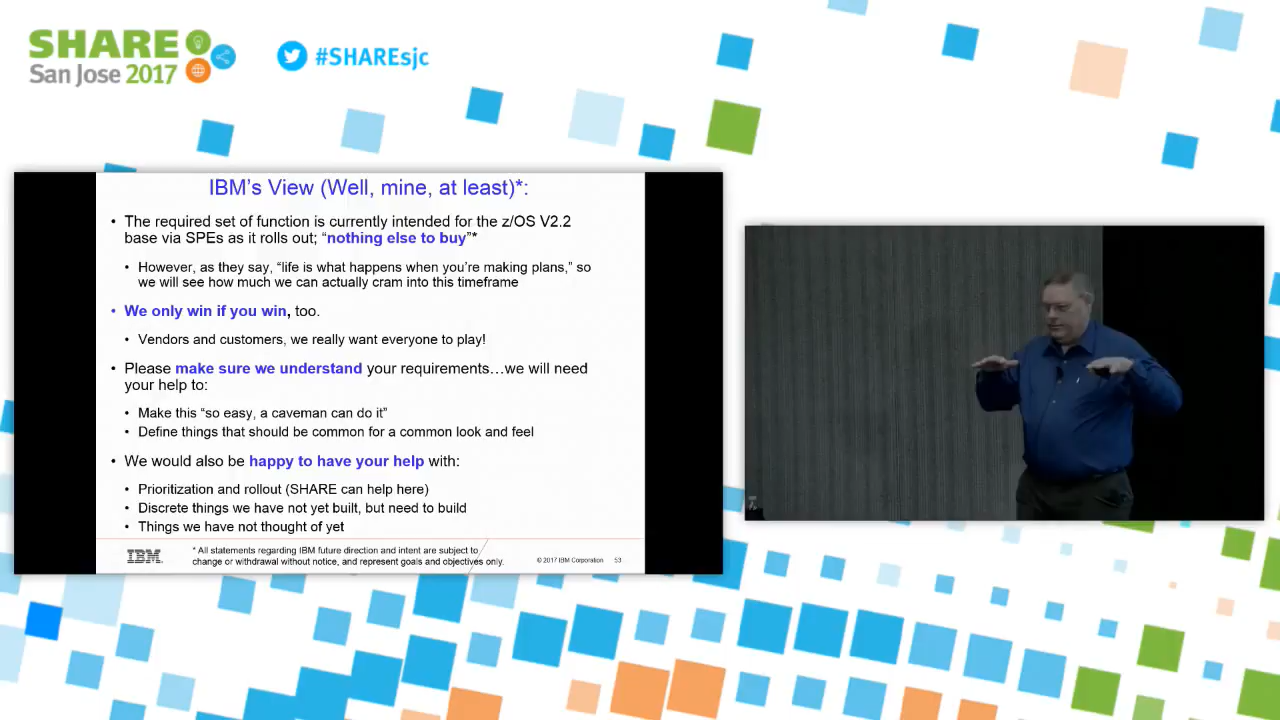 SHARE
San Jose 2017
#SHAREsjc
IBM's View (Well, mine, at least)*:
• The required set of function is currently intended for the z/OS V2.2
base via SPEs as it rolls out; “nothing else to buy”*
• However, as they say, “life is what happens when you’re making plans,” so
we will see how much we can actually cram into this timeframe
• We only win if you win, too.
• Vendors and customers, we really want everyone to play!
• Please make sure we understand your requirements…we will need
your help to:
• Make this “so easy, a caveman can do it”
• Define things that should be common for a common look and feel
• We would also be happy to have your help with:
• Prioritization and rollout (SHARE can help here)
• Discrete things we have not yet built, but need to build
• Things we have not thought of yet
IBM.
* All statements regarding IBM future direction and intent are subject to
change or withdrawal without notice, and represent goals and objectives only.
© 2017 IBM Corporation 53